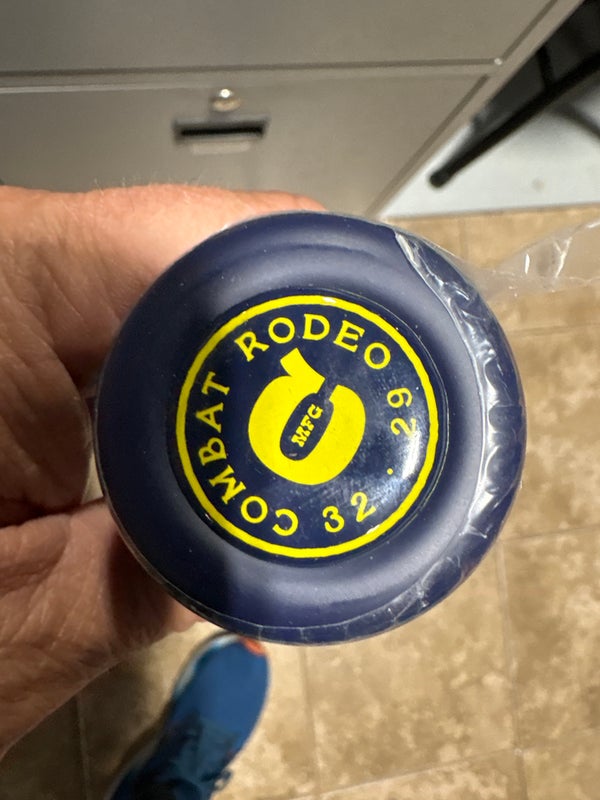 COMBAT RODEO
32 . 29
MFG